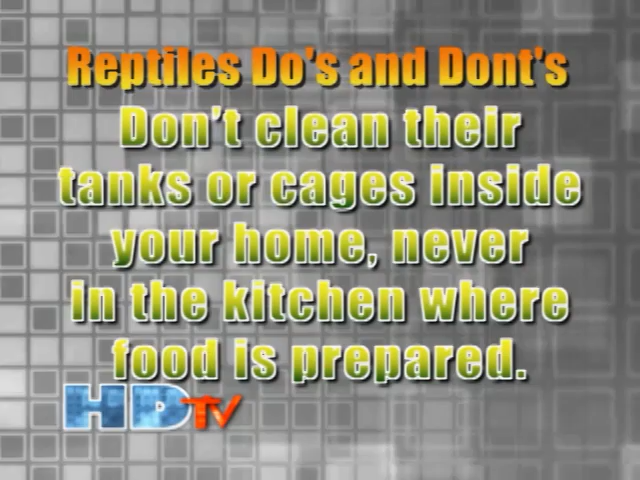 Reptiles Do's and Dont's
Don't clean their
tanks or cages inside
your home, never
in the kitchen where
food is prepared.
HDTV